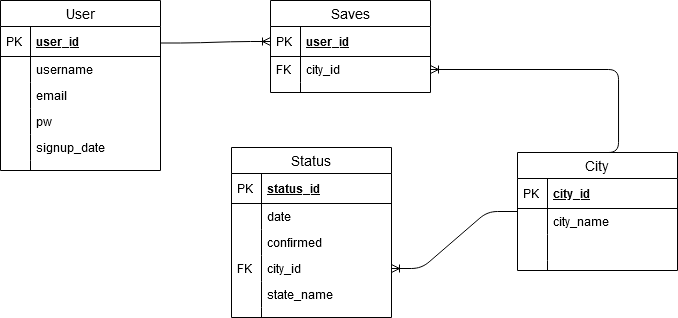 User
PK user_id
username
email
pw
signup_date
Saves
PK user_id
FK city_id
Status
PK status_id
date
confirmed
FK city_id
state_name
City
PK city_id
city_name